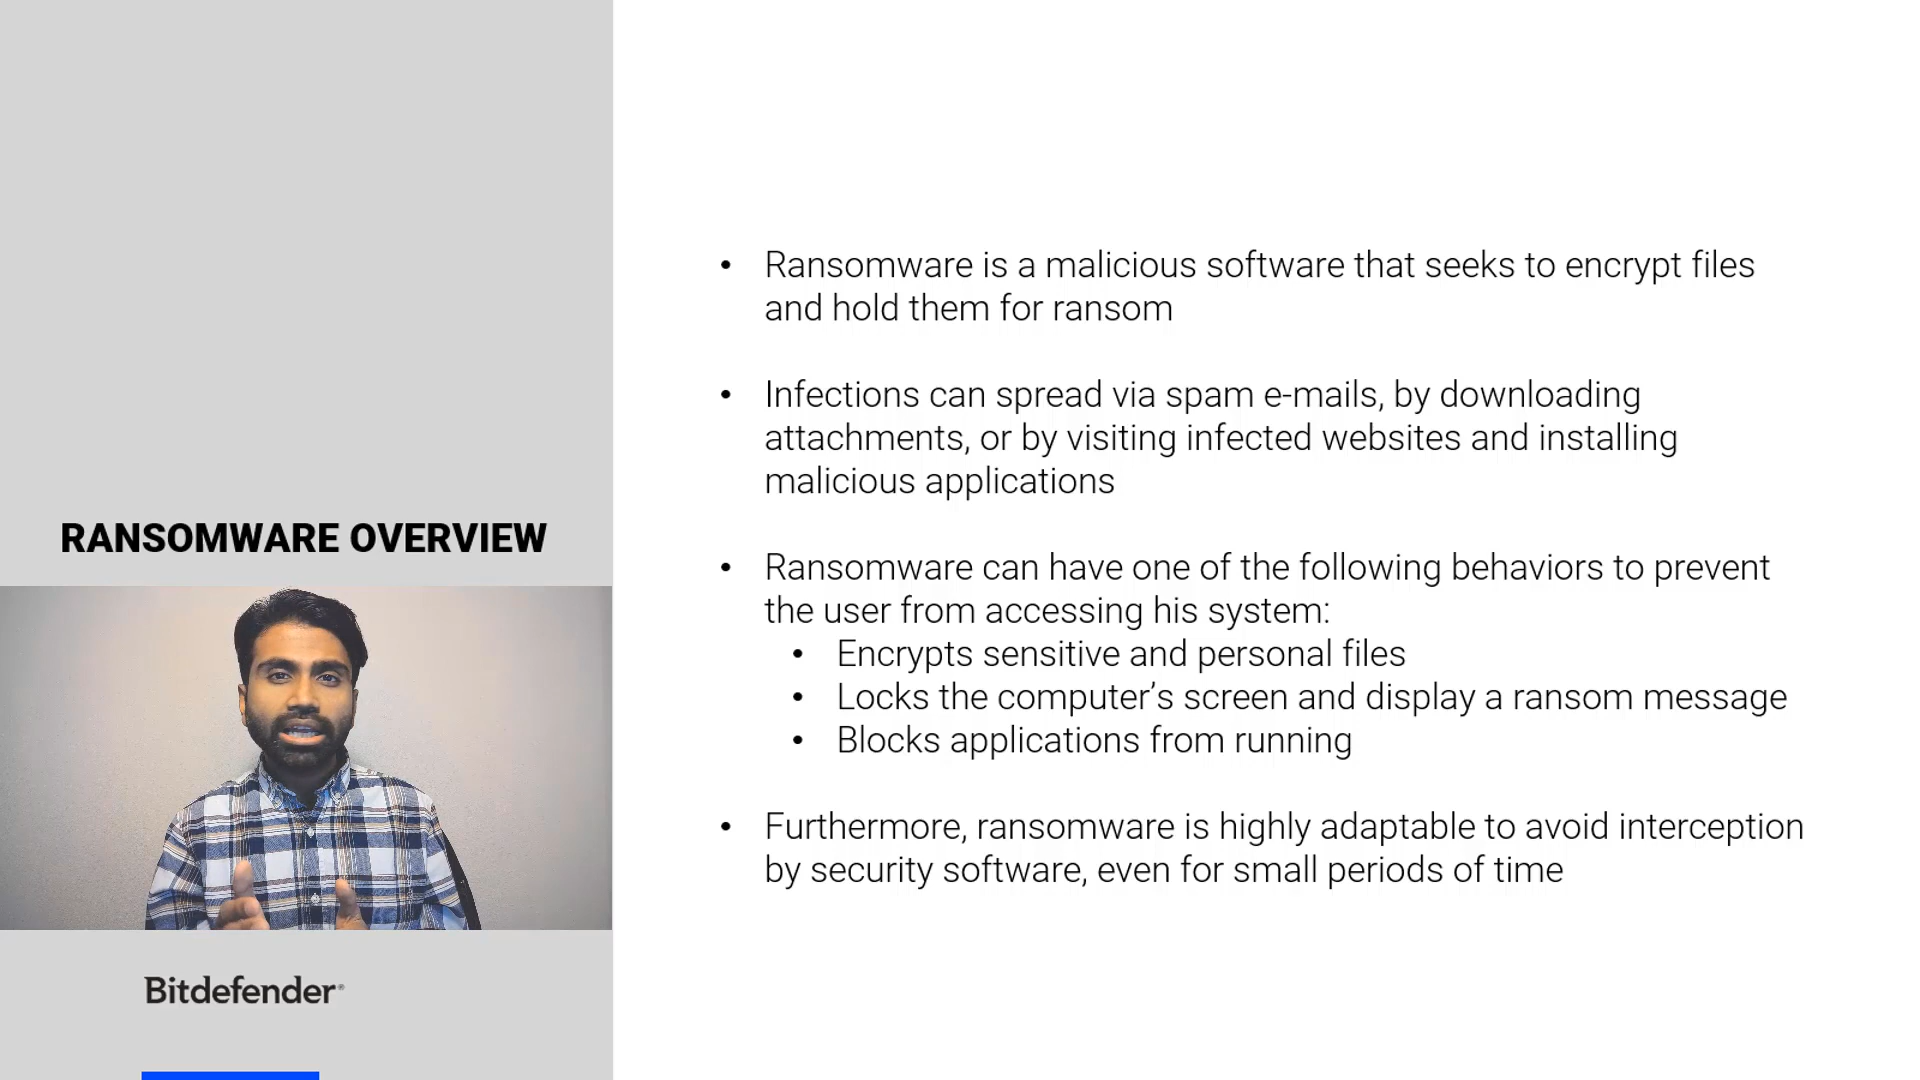 RANSOMWARE OVERVIEW
Bitdefender®
• Ransomware is a malicious software that seeks to encrypt files
and hold them for ransom
• Infections can spread via spam e-mails, by downloading
attachments, or by visiting infected websites and installing
malicious applications
• Ransomware can have one of the following behaviors to prevent
the user from accessing his system:
• Encrypts sensitive and personal files
• Locks the computer’s screen and display a ransom message
• Blocks applications from running
• Furthermore, ransomware is highly adaptable to avoid interception
by security software, even for small periods of time